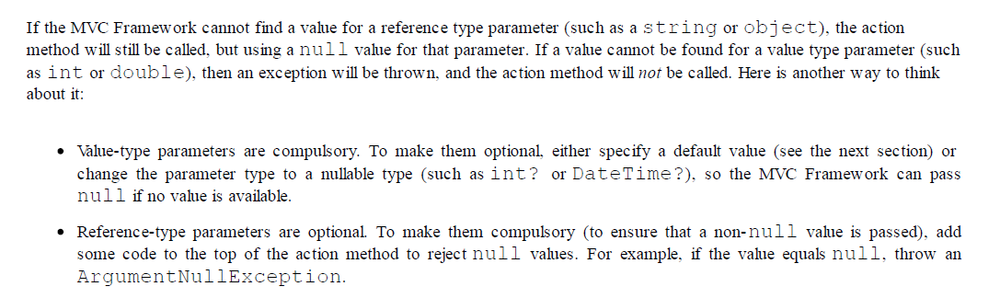 If the MVC Framework cannot find a value for a reference type parameter (such as a string or object), the action
method will still be called, but using a null value for that parameter. If a value cannot be found for a value type parameter (such
as int or double), then an exception will be thrown, and the action method will not be called. Here is another way to think
about it:
• Value-type parameters are compulsory. To make them optional, either specify a default value (see the next section) or
change the parameter type to a nullable type (such as int? or DateTime?), so the MVC Framework can pass
null if no value is available.
• Reference-type parameters are optional. To make them compulsory (to ensure that a non-null value is passed), add
some code to the top of the action method to reject null values. For example, if the value equals null, throw an
ArgumentNullException.